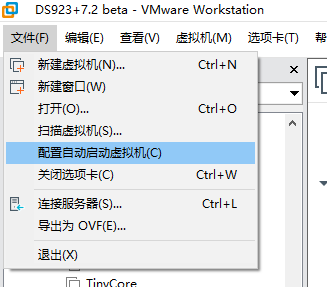 DS923+7.2 beta - VMware Workstation
文件(F) 编辑(E) 查看(V) 虚拟机(M) 选项卡(T) 帮
新建虚拟机(N)... Ctrl+N
新建窗口(W)
打开(O)... Ctrl+O
扫描虚拟机(S)...
配置自动启动虚拟机(C)
关闭选项卡(C) Ctrl+W
连接服务器(S)... Ctrl+L
导出为 OVF(E)...
退出(X)
TinyCore